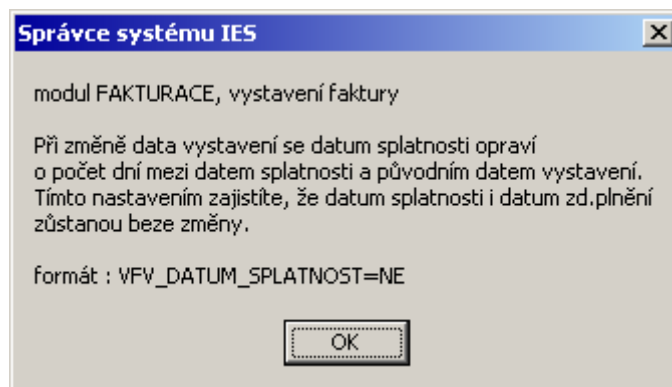 Správce systému IES
modul FAKTURACE, vystavení faktury
Při změně data vystavení se datum splatnosti opraví
o počet dní mezi datem splatnosti a původním datem vystavení.
Tímto nastavením zajistíte, že datum splatnosti i datum zd.plnění
zůstanou beze změny.
formát : VFV_DATUM_SPLATNOST=NE
OK